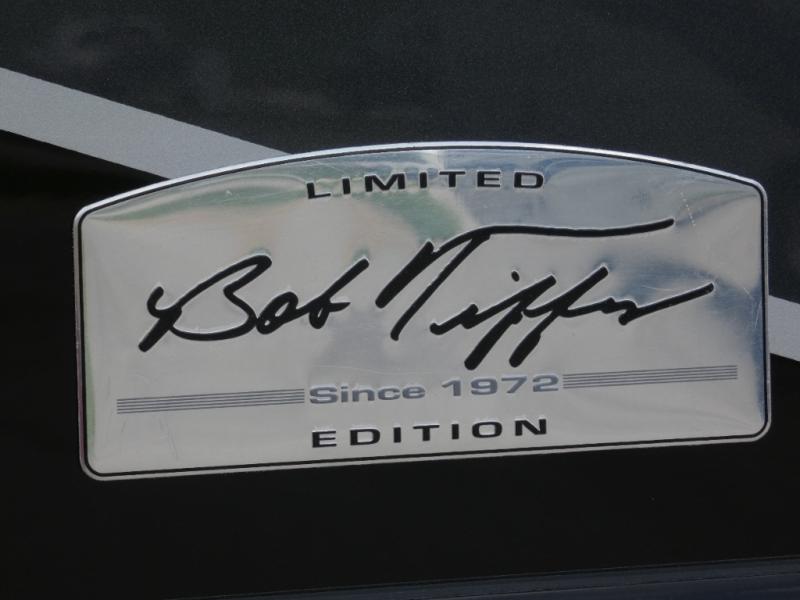 LIMITED
Bob Tiffin
Since 1972
EDITION